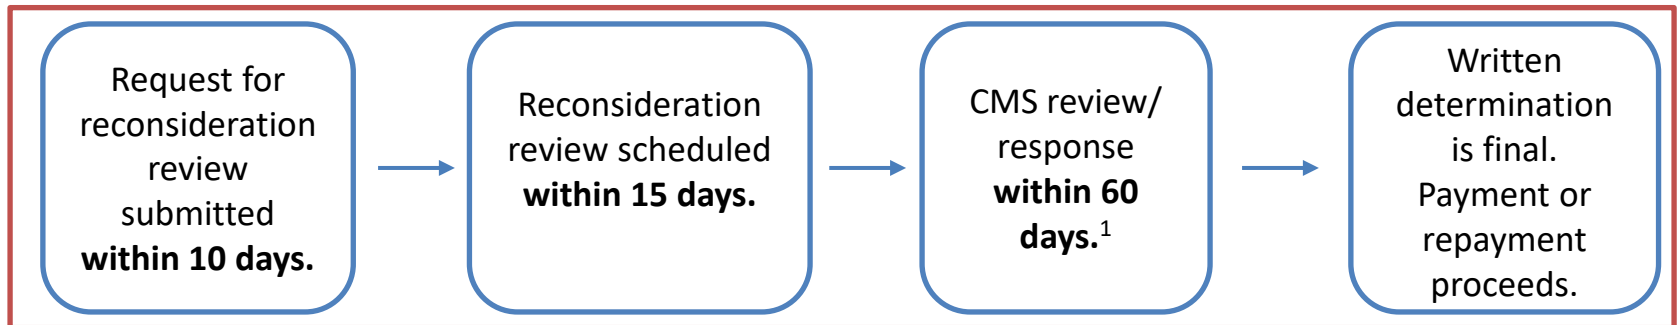 Request for
reconsideration
review
submitted
within 10 days.
Reconsideration
review scheduled
within 15 days.
CMS review/
response
within 60
days.1
Written
determination
is final.
Payment or
repayment
proceeds.